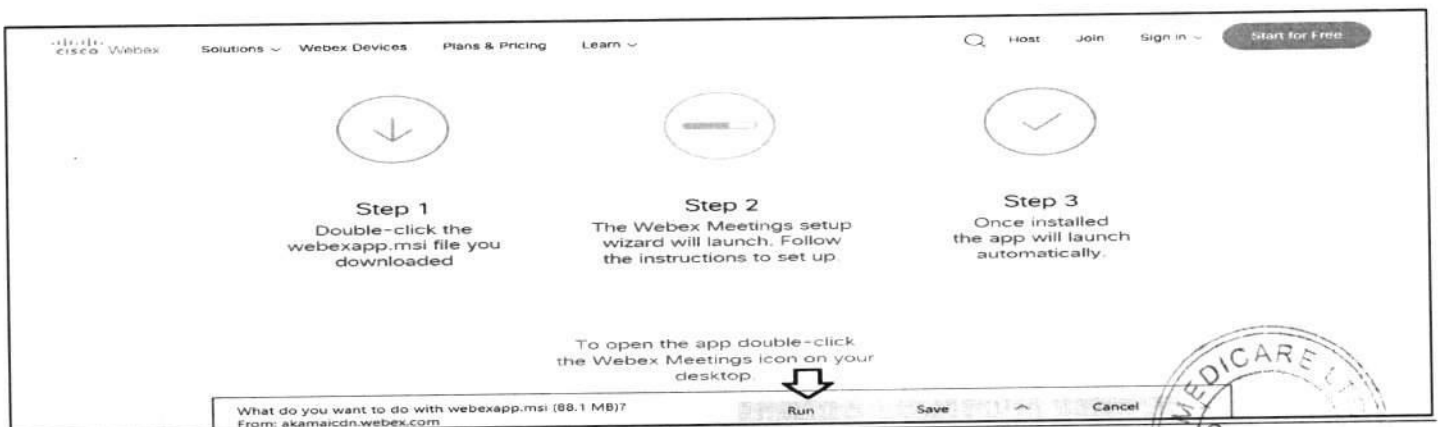 cisco Webex Solutions Webex Devices Plans & Pricing Learn Host Join Sign in Start for Free
Step 1
Double-click the
webexapp.msi file you
downloaded
Step 2
The Webex Meetings setup
wizard will launch. Follow
the instructions to set up
Step 3
Once installed
the app will launch
automatically.
To open the app double-click
the Webex Meetings icon on your
desktop.
What do you want to do with webexapp.msi (88.1 MB)? Run Save Cancel
From: akamaicdn.webex.com
MEDICARE